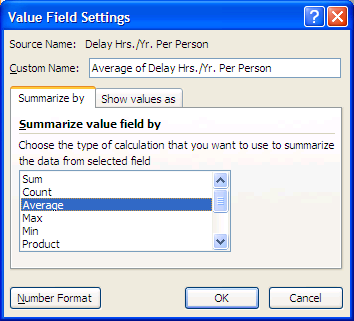 Value Field Settings
Source Name: Delay Hrs./Yr. Per Person
Custom Name: Average of Delay Hrs./Yr. Per Person
Summarize by Show values as
Summarize value field by
Choose the type of calculation that you want to use to summarize
the data from selected field
Sum
Count
Average
Max
Min
Product
Number Format OK Cancel